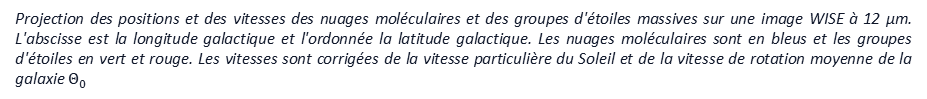 Projection des positions et des vitesses des nuages moléculaires et des groupes d'étoiles massives sur une image WISE à 12 μm.
L'abscisse est la longitude galactique et l'ordonnée la latitude galactique. Les nuages moléculaires sont en bleus et les groupes
d'étoiles en vert et rouge. Les vitesses sont corrigées de la vitesse particulière du Soleil et de la vitesse de rotation moyenne de la
galaxie Θ₀